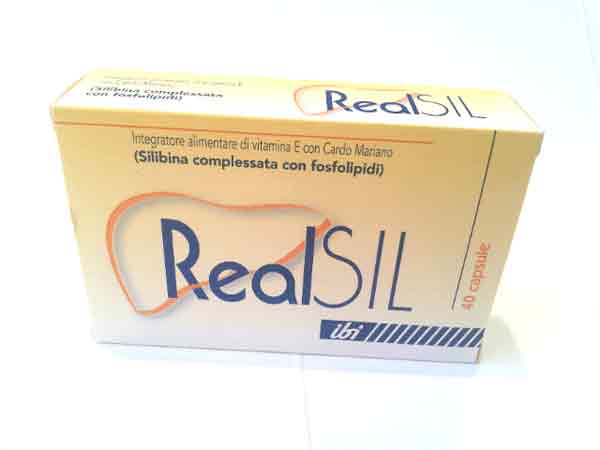 (Silibina complessata
con fosfolipidi)
RealSIL
Integratore alimentare di vitamina E con Cardo Mariano
(Silibina complessata con fosfolipidi)
RealSIL
40 capsule
ibi